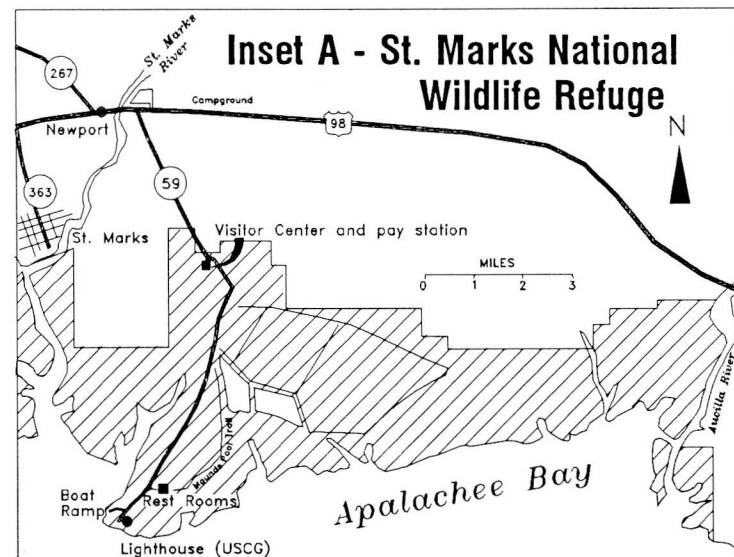 Inset A - St. Marks National
Wildlife Refuge
St. Marks
River
267
Campground
Newport
98
N
363
59
St. Marks
Visitor Center and pay station
MILES
0 1 2 3
Aucilla River
Mounds Pool Trail
Apalachee Bay
Boat
Ramp
Rest Rooms
Lighthouse (USCG)